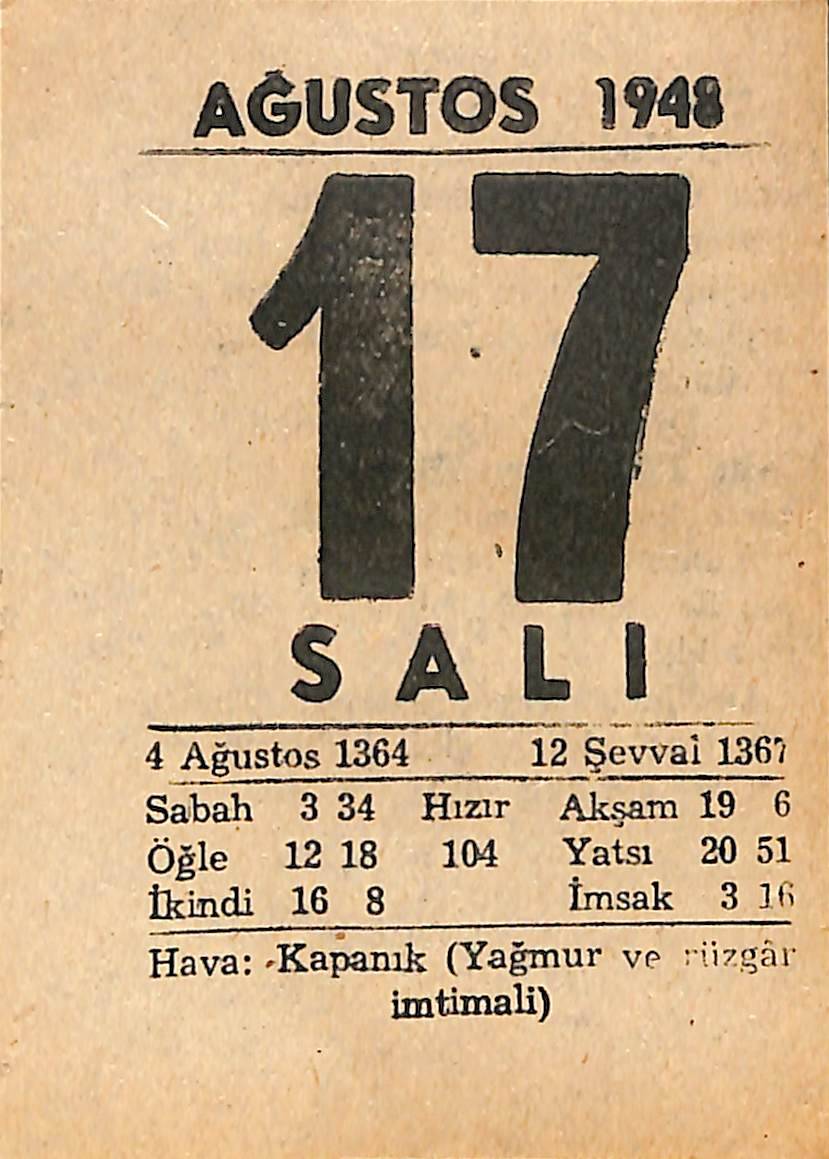 AĞUSTOS 1948
17
SALI
4 Ağustos 1364 12 Şevval 1367
Sabah 3 34 Hızır Akşam 19 6
Öğle 12 18 104 Yatsı 20 51
İkindi 16 8 İmsak 3 16
Hava: Kapanık (Yağmur ve rüzgâr
imtimali)